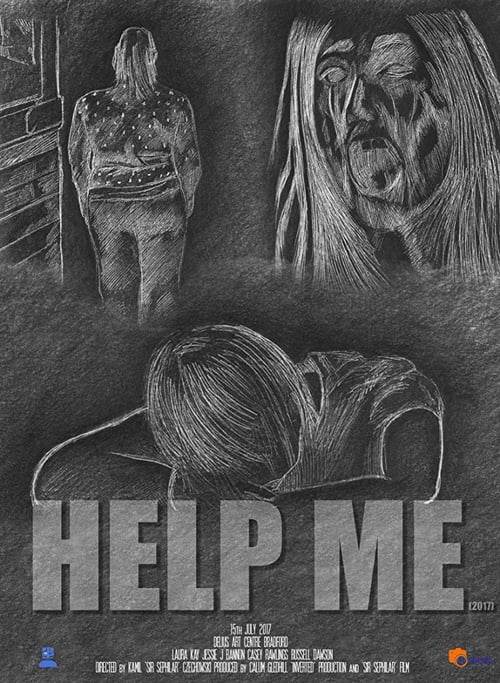 HELP ME
(2017)
15TH JULY 2017
DELIUS ART CENTRE BRADFORD
LAURA KAY JESSIE J BANNON CASEY RAWLINGS RUSSELL DAWSON
DIRECTED BY KAMIL 'SIR SEPHILAR' CZECHOWSKI PRODUCED BY CALUM GLEDHILL 'INVERTED' PRODUCTION AND 'SIR SEPHILAR' FILM